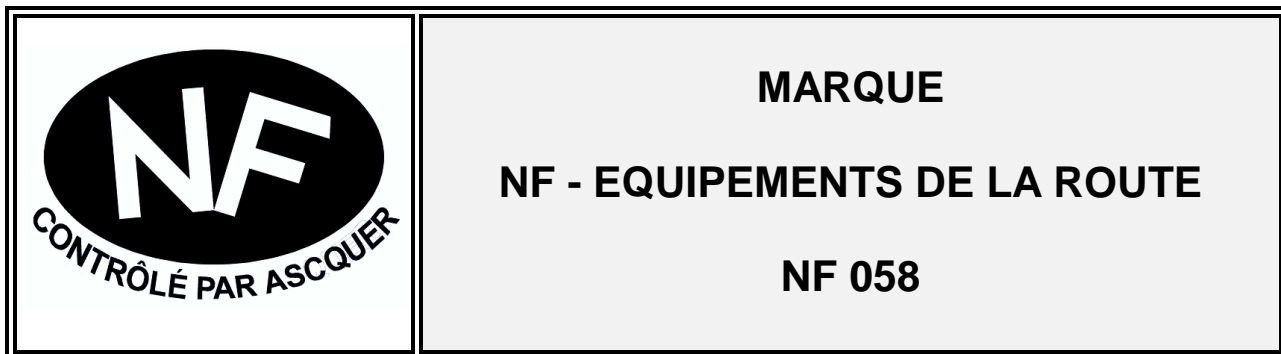 NF
CONTRÔLÉ PAR ASCQUER
MARQUE
NF - EQUIPEMENTS DE LA ROUTE
NF 058